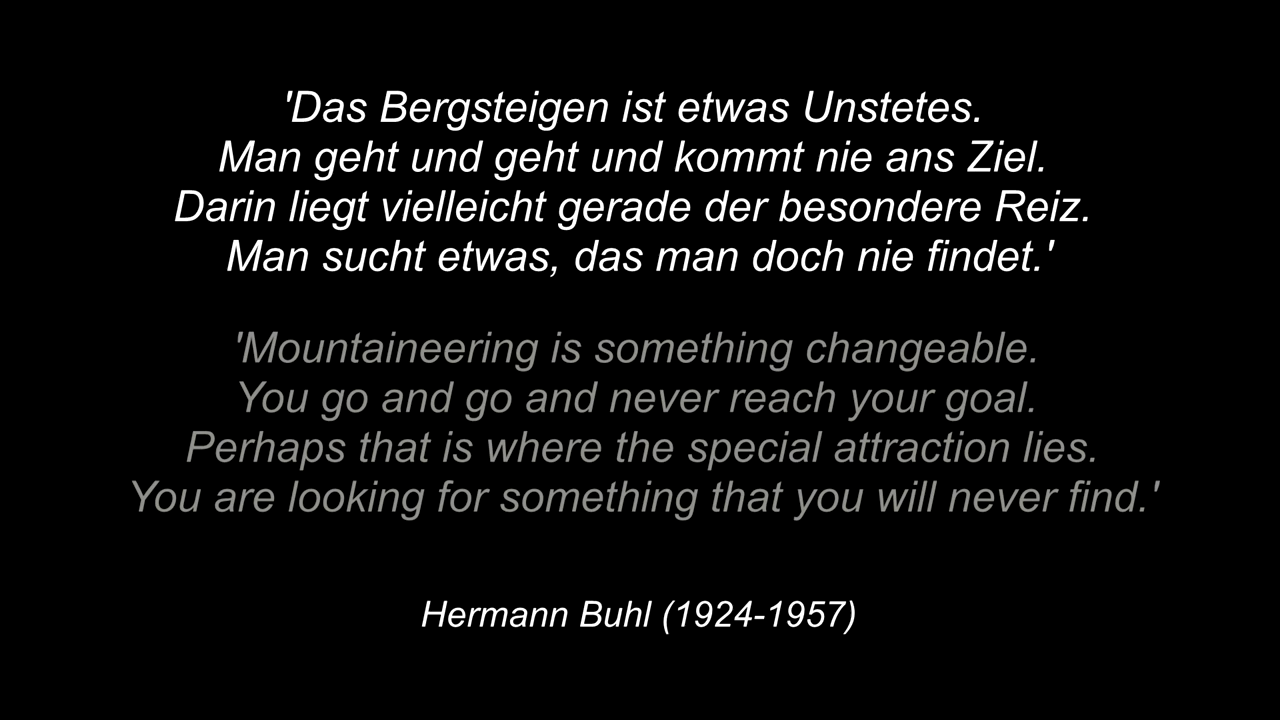 'Das Bergsteigen ist etwas Unstetes.
Man geht und geht und kommt nie ans Ziel.
Darin liegt vielleicht gerade der besondere Reiz.
Man sucht etwas, das man doch nie findet.'
'Mountaineering is something changeable.
You go and go and never reach your goal.
Perhaps that is where the special attraction lies.
You are looking for something that you will never find.'
Hermann Buhl (1924-1957)